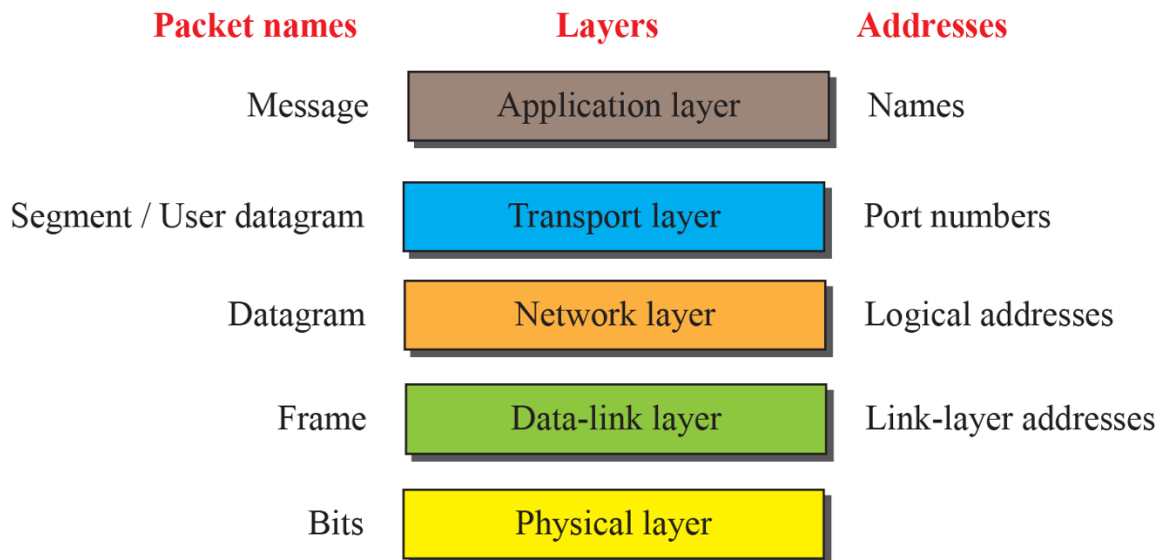 Packet names Layers Addresses
Message Application layer Names
Segment / User datagram Transport layer Port numbers
Datagram Network layer Logical addresses
Frame Data-link layer Link-layer addresses
Bits Physical layer